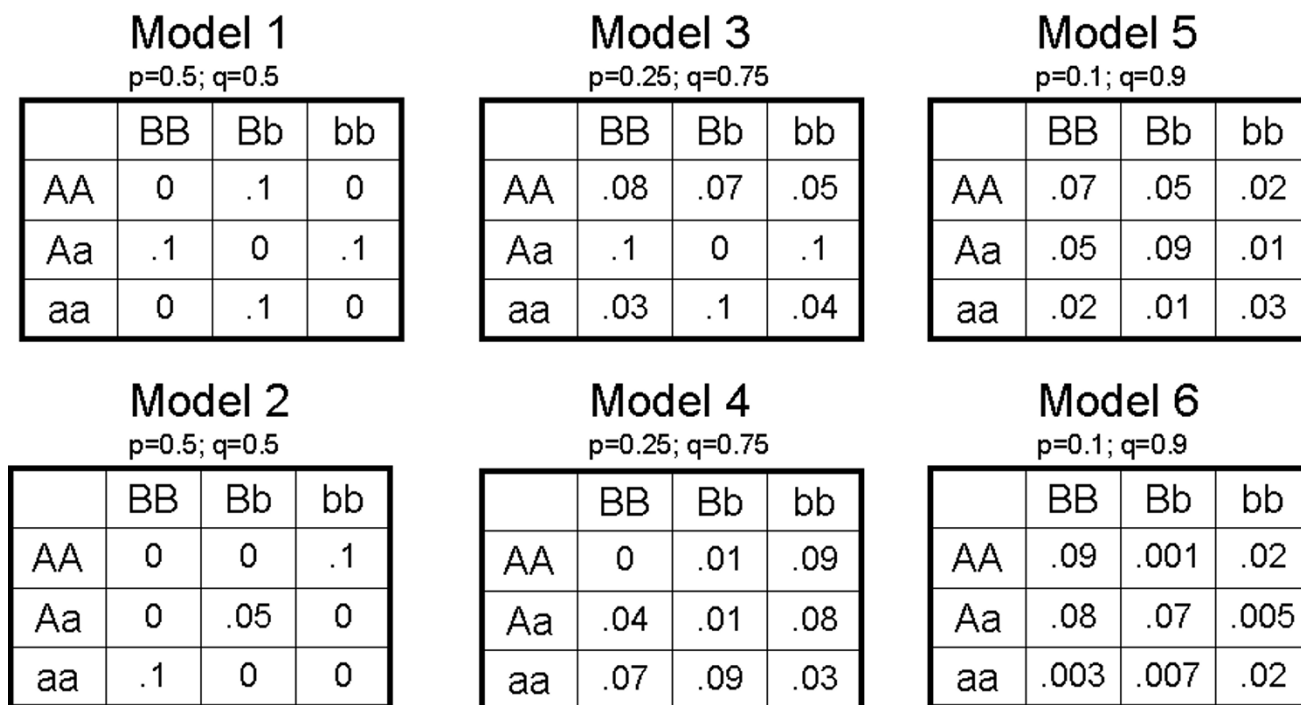 Model 1
p=0.5; q=0.5
BB Bb bb
AA 0 .1 0
Aa .1 0 .1
aa 0 .1 0
Model 3
p=0.25; q=0.75
BB Bb bb
AA .08 .07 .05
Aa .1 0 .1
aa .03 .1 .04
Model 5
p=0.1; q=0.9
BB Bb bb
AA .07 .05 .02
Aa .05 .09 .01
aa .02 .01 .03
Model 2
p=0.5; q=0.5
BB Bb bb
AA 0 0 .1
Aa 0 .05 0
aa .1 0 0
Model 4
p=0.25; q=0.75
BB Bb bb
AA 0 .01 .09
Aa .04 .01 .08
aa .07 .09 .03
Model 6
p=0.1; q=0.9
BB Bb bb
AA .09 .001 .02
Aa .08 .07 .005
aa .003 .007 .02